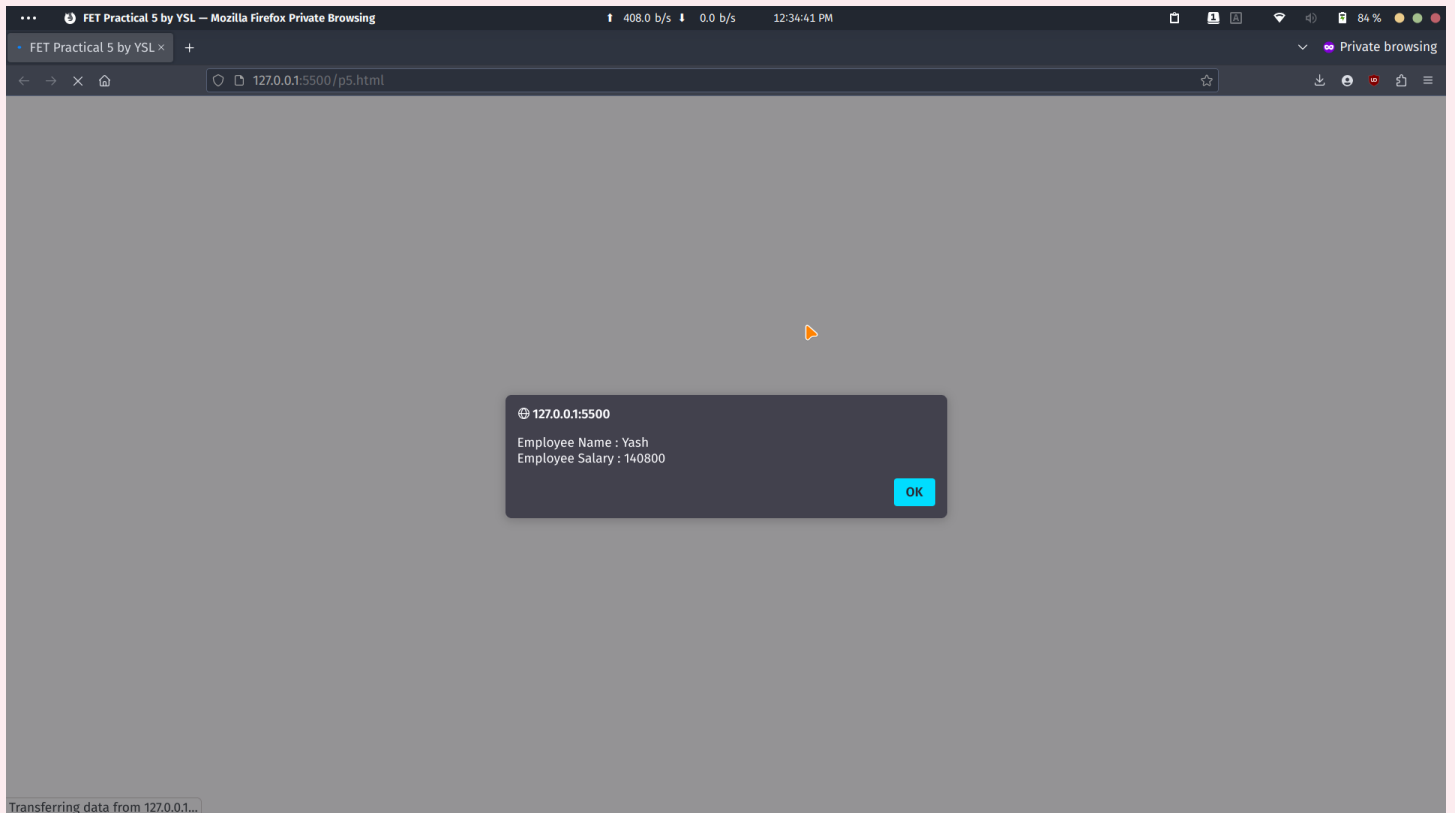 FET Practical 5 by YSL — Mozilla Firefox Private Browsing
408.0 b/s
0.0 b/s
12:34:41 PM
1
A
84 %
FET Practical 5 by YSL
Private browsing
127.0.0.1:5500/p5.html
127.0.0.1:5500
Employee Name : Yash
Employee Salary : 140800
OK
Transferring data from 127.0.0.1...